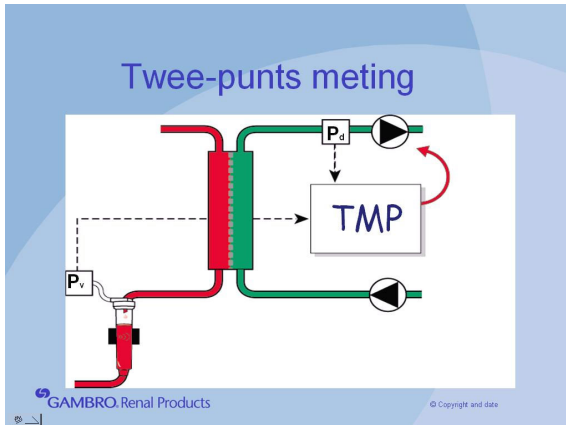 Twee-punts meting
Pd
TMP
Pv
GAMBRO. Renal Products
© Copyright and date